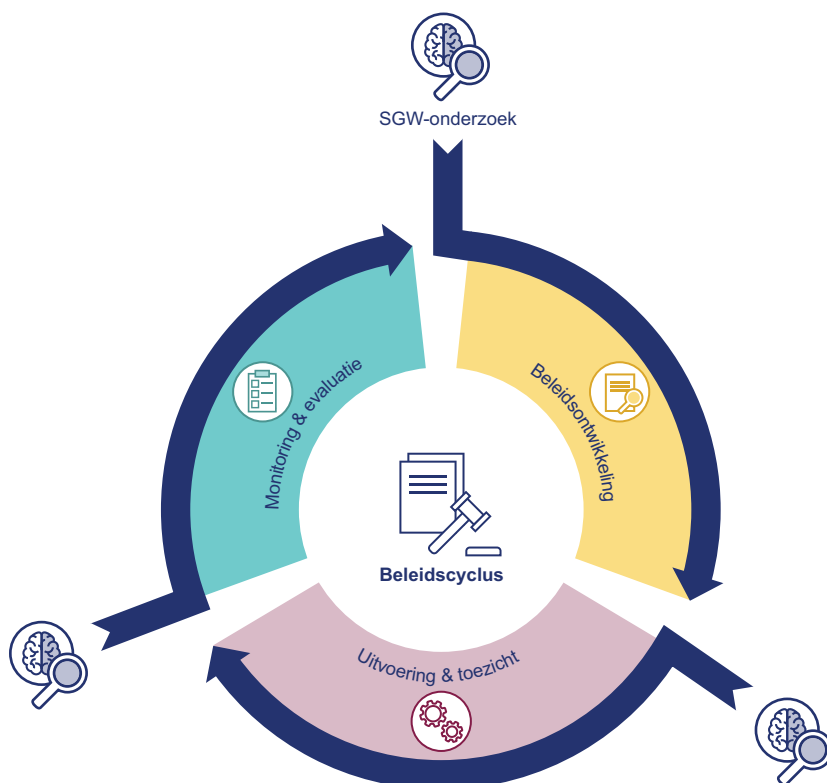 SGW-onderzoek
Beleidsontwikkeling
Monitoring & evaluatie
Beleidscyclus
Uitvoering & toezicht